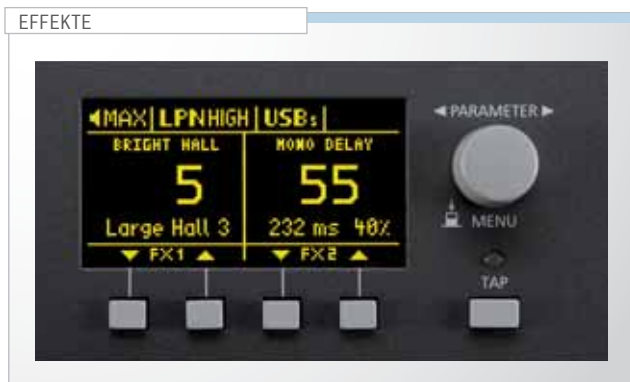 EFFEKTE
◄MAX| LPNHIGH | USB: |
BRIGHT HALL
MONO DELAY
5
55
Large Hall 3
232 ms 40%
▼ FX1 ▲
▼ FX2 ▲
◄ PARAMETER ►
MENU
TAP